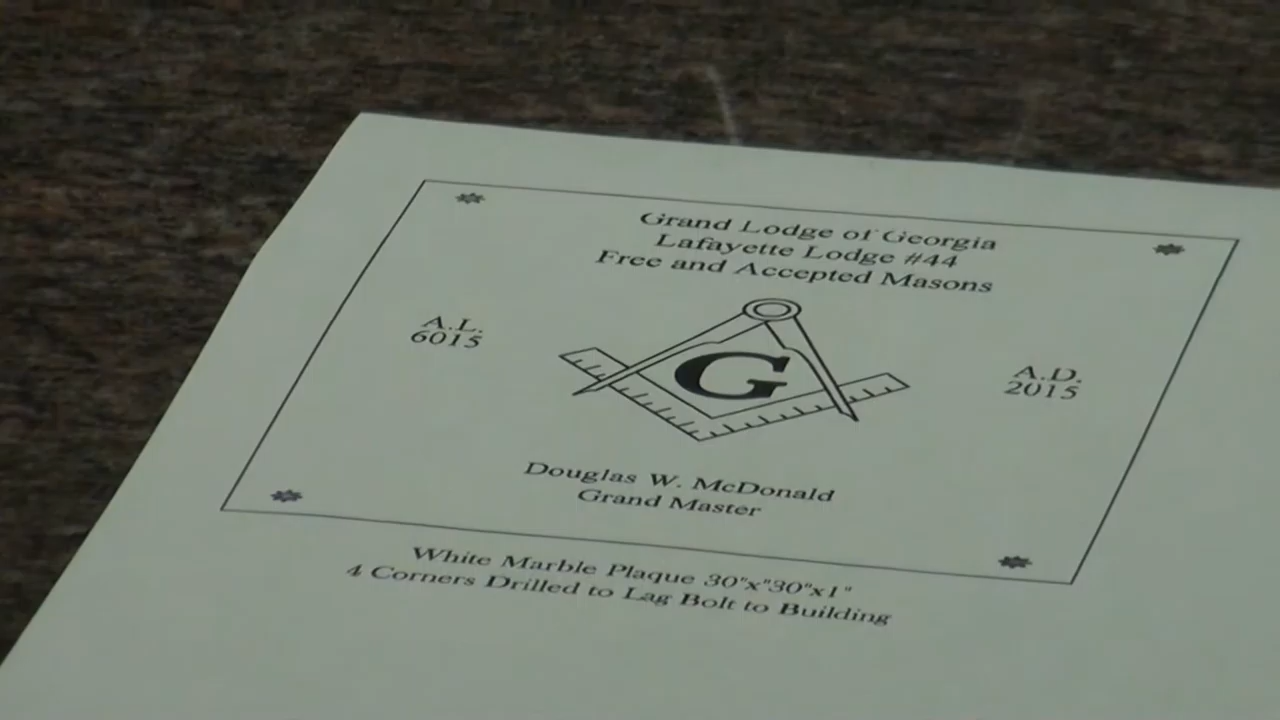 Grand Lodge of Georgia
Lafayette Lodge #44
Free and Accepted Masons
A.L.
6015
G
A.D.
2015
Douglas W. McDonald
Grand Master
White Marble Plaque 30"x"30"x1"
4 Corners Drilled to Lag Bolt to Building